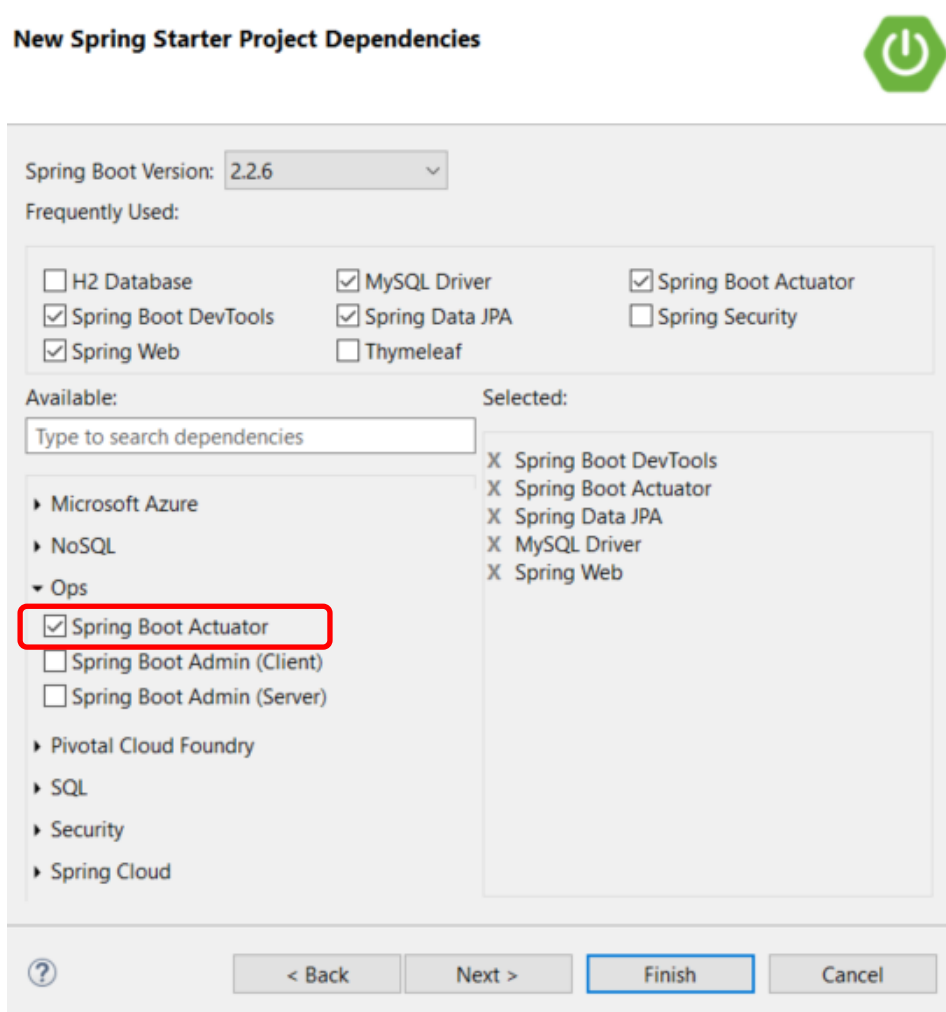 New Spring Starter Project Dependencies
Spring Boot Version: 2.2.6
Frequently Used:
H2 Database MySQL Driver Spring Boot Actuator
Spring Boot DevTools Spring Data JPA Spring Security
Spring Web Thymeleaf
Available:
Type to search dependencies
Microsoft Azure
NoSQL
Ops
Spring Boot Actuator
Spring Boot Admin (Client)
Spring Boot Admin (Server)
Pivotal Cloud Foundry
SQL
Security
Spring Cloud
Selected:
X Spring Boot DevTools
X Spring Boot Actuator
X Spring Data JPA
X MySQL Driver
X Spring Web
? < Back Next > Finish Cancel